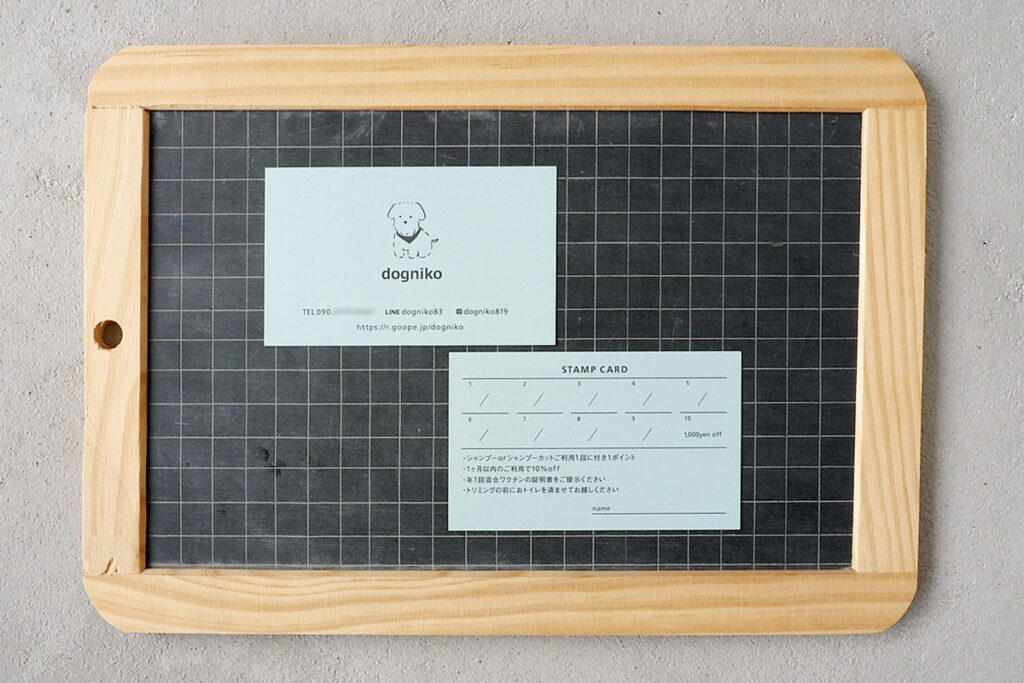 dogniko
TEL 090. LINE dogniko83 dogniko819
https://r.goope.jp/dogniko
STAMP CARD
1 2 3 4 5
/ / / / /
6 7 8 9 10
/ / / / 1,000yen off
・シャンプーorシャンプーカットご利用1回に付き1ポイント
・1ヶ月以内のご利用で10%off
・年1回混合ワクチンの証明書をご提示ください
・トリミングの前におトイレを済ませてお越しください
name